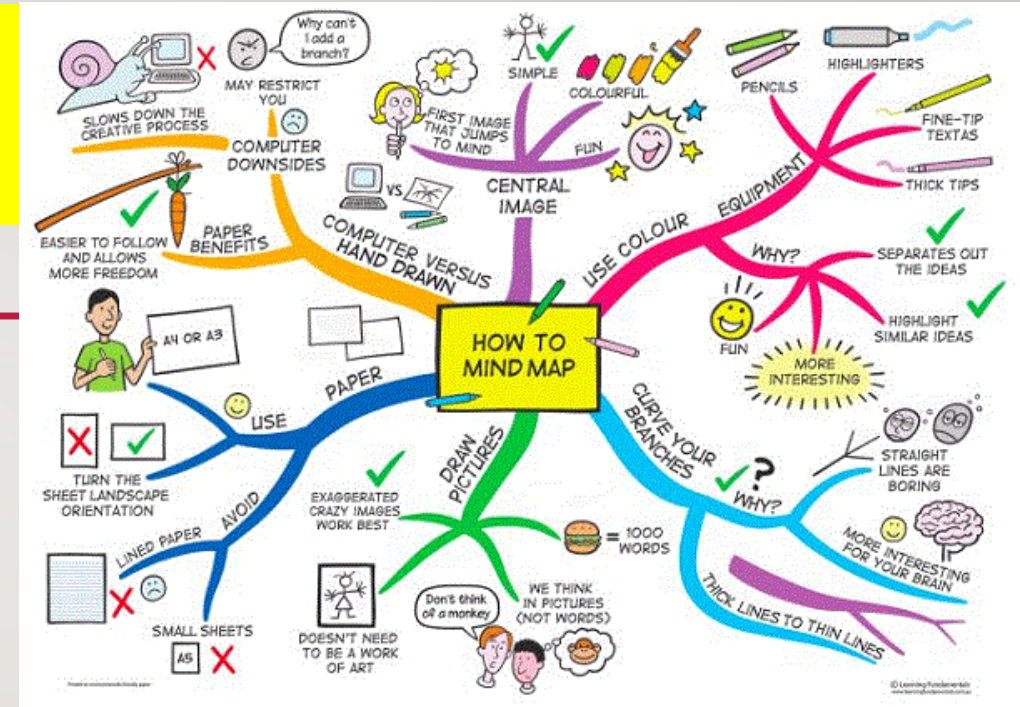 HOW TO
MIND MAP
CENTRAL
IMAGE
FIRST IMAGE
THAT JUMPS
TO MIND
SIMPLE
COLOURFUL
FUN
USE COLOUR
EQUIPMENT
PENCILS
HIGHLIGHTERS
FINE-TIP
TEXTAS
THICK TIPS
WHY?
SEPARATES OUT
THE IDEAS
HIGHLIGHT
SIMILAR IDEAS
MORE
INTERESTING
FUN
CURVE YOUR
BRANCHES
?
WHY?
STRAIGHT
LINES ARE
BORING
MORE INTERESTING
FOR YOUR BRAIN
THICK LINES TO THIN LINES
DRAW
PICTURES
= 1000
WORDS
WE THINK
IN PICTURES
(NOT WORDS)
Don't think
of a monkey
DOESN'T NEED
TO BE A WORK
OF ART
EXAGGERATED
CRAZY IMAGES
WORK BEST
PAPER
USE
A4 OR A3
TURN THE
SHEET LANDSCAPE
ORIENTATION
AVOID
LINED PAPER
SMALL SHEETS
A5
COMPUTER VERSUS
HAND DRAWN
VS
PAPER
BENEFITS
EASIER TO FOLLOW
AND ALLOWS
MORE FREEDOM
COMPUTER
DOWNSIDES
SLOWS DOWN THE
CREATIVE PROCESS
MAY RESTRICT
YOU
Why can't
I add a
branch?
© Learning Fundamentals
www.learningfundamentals.com.au